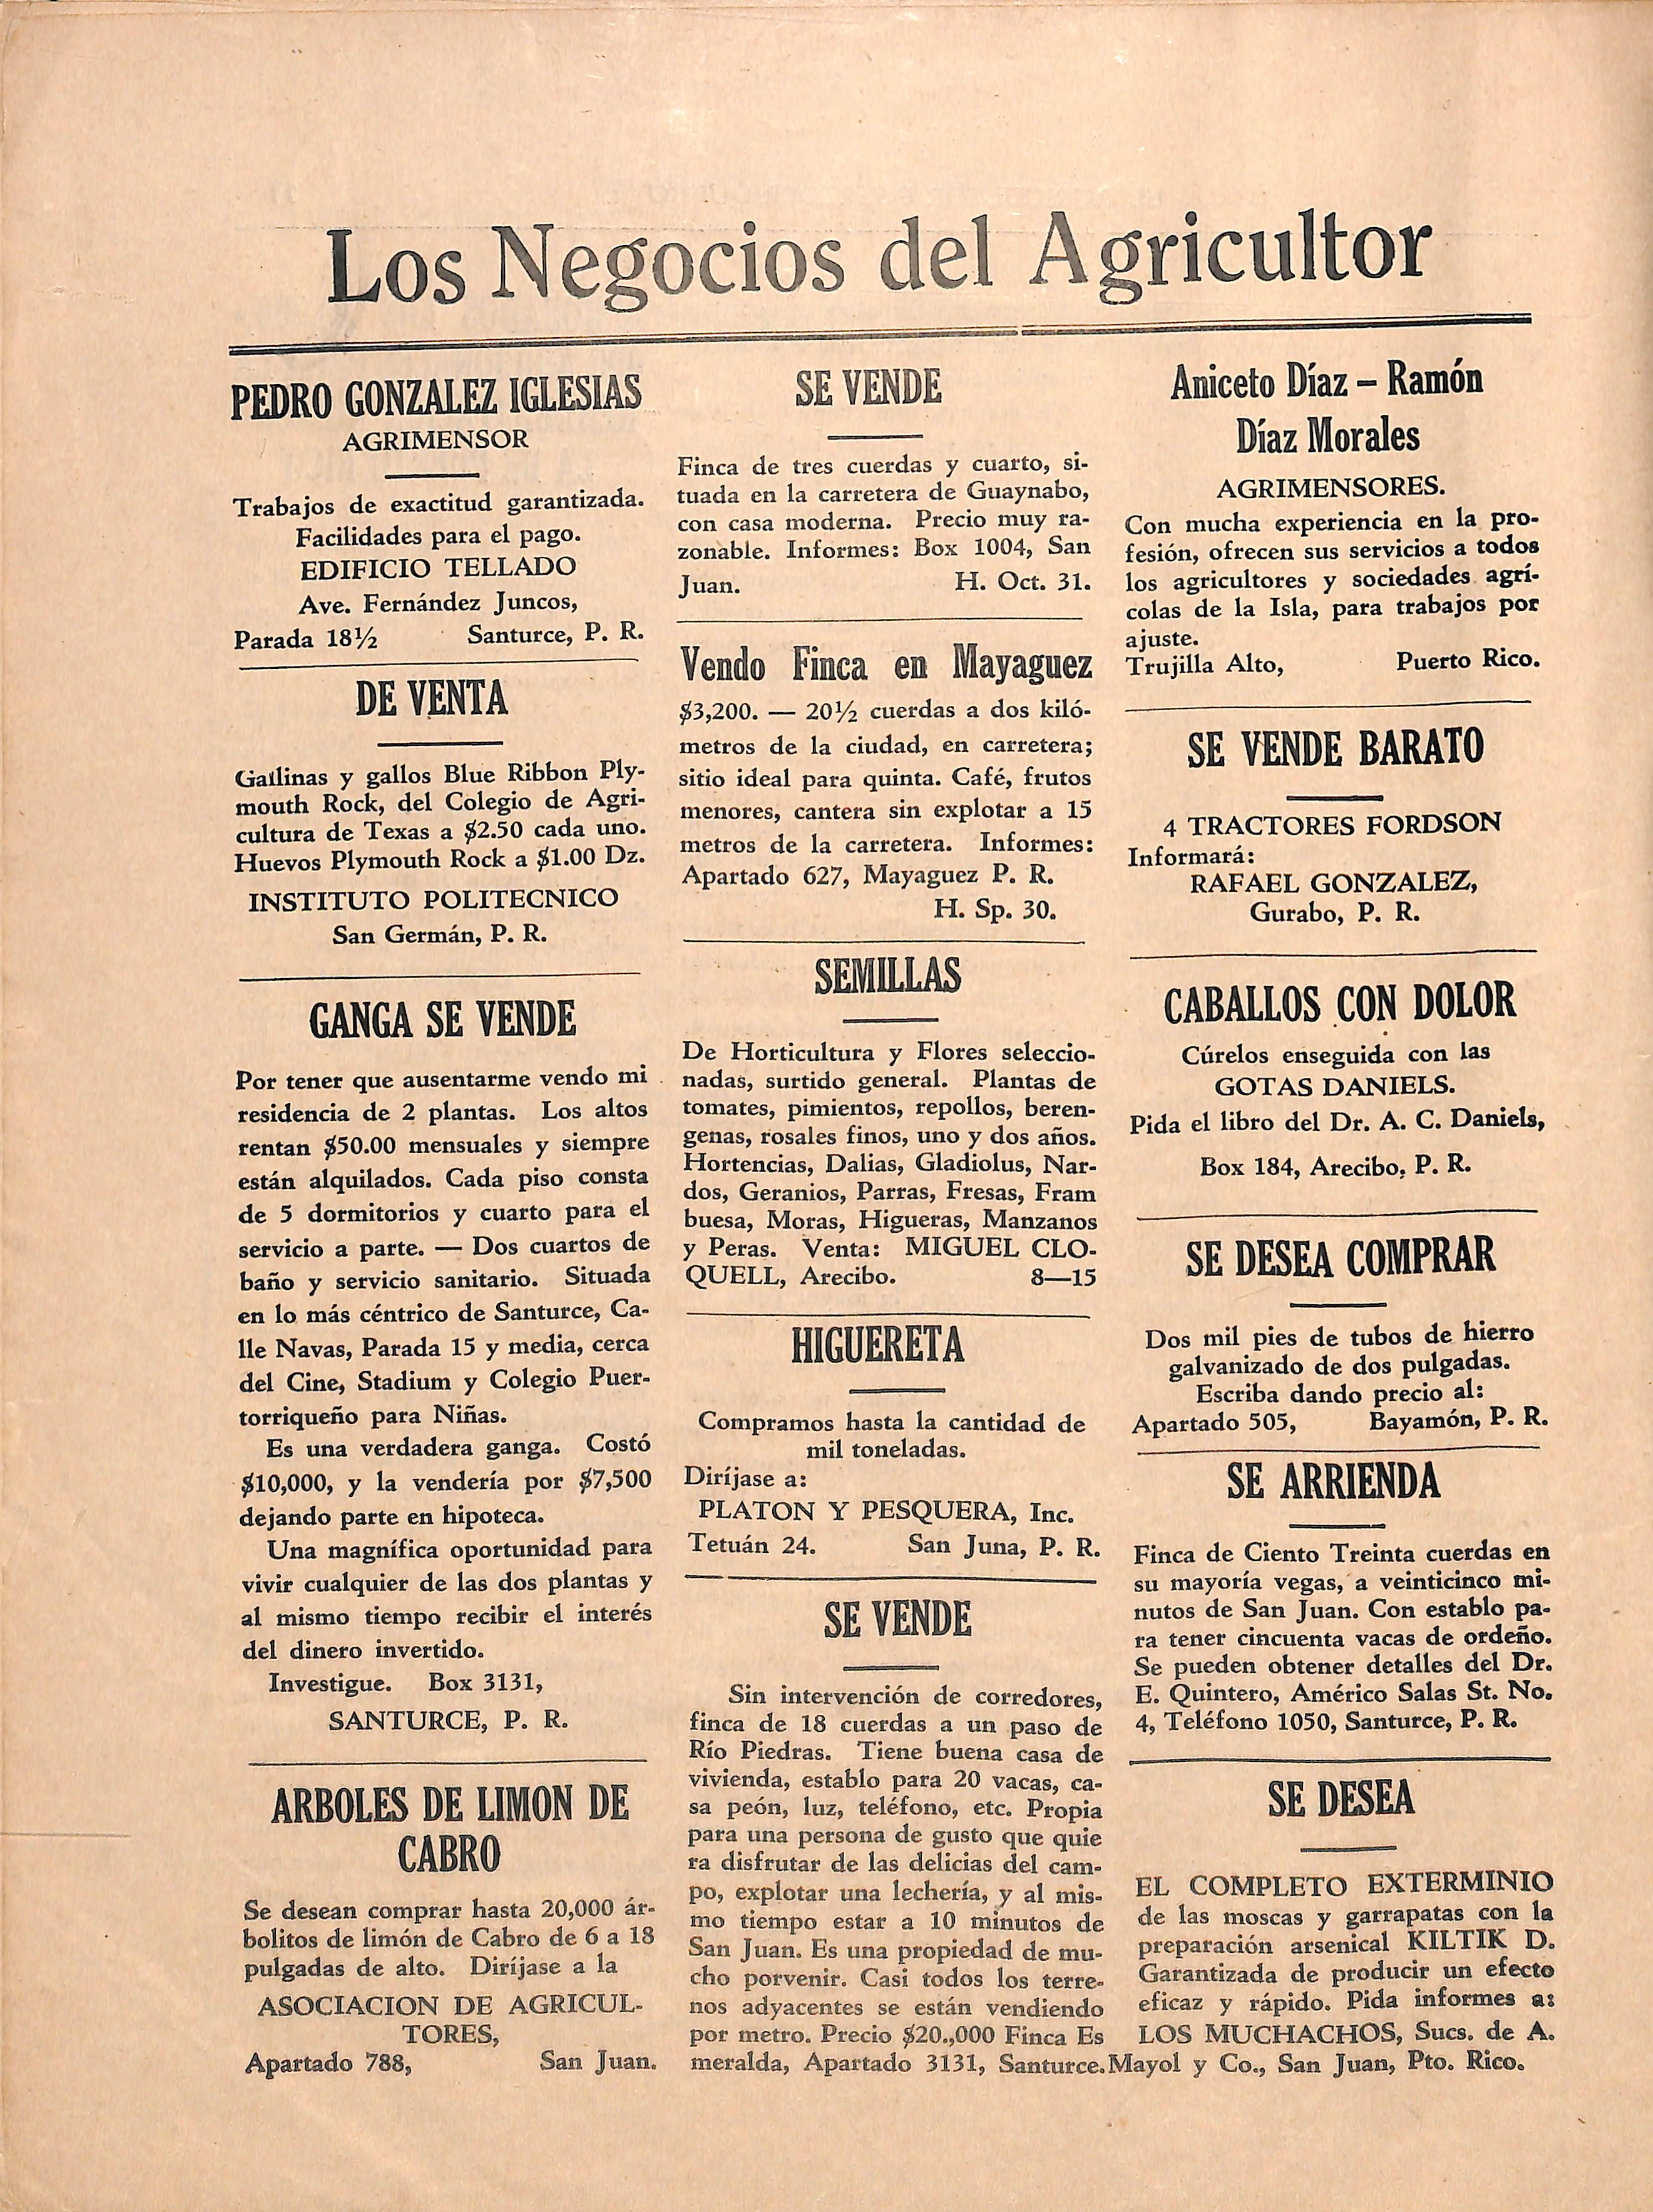 Los Negocios del Agricultor
PEDRO GONZALEZ IGLESIAS
AGRIMENSOR
Trabajos de exactitud garantizada.
Facilidades para el pago.
EDIFICIO TELLADO
Ave. Fernández Juncos,
Parada 18½ Santurce, P. R.
DE VENTA
Gallinas y gallos Blue Ribbon Ply-
mouth Rock, del Colegio de Agri-
cultura de Texas a $2.50 cada uno.
Huevos Plymouth Rock a $1.00 Dz.
INSTITUTO POLITECNICO
San Germán, P. R.
GANGA SE VENDE
Por tener que ausentarme vendo mi
residencia de 2 plantas. Los altos
rentan $50.00 mensuales y siempre
están alquilados. Cada piso consta
de 5 dormitorios y cuarto para el
servicio a parte. — Dos cuartos de
baño y servicio sanitario. Situada
en lo más céntrico de Santurce, Ca-
lle Navas, Parada 15 y media, cerca
del Cine, Stadium y Colegio Puer-
torriqueño para Niñas.
Es una verdadera ganga. Costó
$10,000, y la vendería por $7,500
dejando parte en hipoteca.
Una magnífica oportunidad para
vivir cualquier de las dos plantas y
al mismo tiempo recibir el interés
del dinero invertido.
Investigue. Box 3131,
SANTURCE, P. R.
ARBOLES DE LIMON DE
CABRO
Se desean comprar hasta 20,000 ár-
bolitos de limón de Cabro de 6 a 18
pulgadas de alto. Diríjase a la
ASOCIACION DE AGRICUL-
TORES,
Apartado 788, San Juan.
SE VENDE
Finca de tres cuerdas y cuarto, si-
tuada en la carretera de Guaynabo,
con casa moderna. Precio muy ra-
zonable. Informes: Box 1004, San
Juan. H. Oct. 31.
Vendo Finca en Mayaguez
$3,200. — 20½ cuerdas a dos kiló-
metros de la ciudad, en carretera;
sitio ideal para quinta. Café, frutos
menores, cantera sin explotar a 15
metros de la carretera. Informes:
Apartado 627, Mayaguez P. R.
H. Sp. 30.
SEMILLAS
De Horticultura y Flores seleccio-
nadas, surtido general. Plantas de
tomates, pimientos, repollos, beren-
genas, rosales finos, uno y dos años.
Hortencias, Dalias, Gladiolus, Nar-
dos, Geranios, Parras, Fresas, Fram
buesa, Moras, Higueras, Manzanos
y Peras. Venta: MIGUEL CLO-
QUELL, Arecibo. 8—15
HIGUERETA
Compramos hasta la cantidad de
mil toneladas.
Diríjase a:
PLATON Y PESQUERA, Inc.
Tetuán 24. San Juna, P. R.
SE VENDE
Sin intervención de corredores,
finca de 18 cuerdas a un paso de
Río Piedras. Tiene buena casa de
vivienda, establo para 20 vacas, ca-
sa peón, luz, teléfono, etc. Propia
para una persona de gusto que quie
ra disfrutar de las delicias del cam-
po, explotar una lechería, y al mis-
mo tiempo estar a 10 minutos de
San Juan. Es una propiedad de mu-
cho porvenir. Casi todos los terre-
nos adyacentes se están vendiendo
por metro. Precio $20.,000 Finca Es
meralda, Apartado 3131, Santurce.
Aniceto Díaz – Ramón
Díaz Morales
AGRIMENSORES.
Con mucha experiencia en la pro-
fesión, ofrecen sus servicios a todos
los agricultores y sociedades agrí-
colas de la Isla, para trabajos por
ajuste.
Trujilla Alto, Puerto Rico.
SE VENDE BARATO
4 TRACTORES FORDSON
Informará:
RAFAEL GONZALEZ,
Gurabo, P. R.
CABALLOS CON DOLOR
Cúrelos enseguida con las
GOTAS DANIELS.
Pida el libro del Dr. A. C. Daniels,
Box 184, Arecibo, P. R.
SE DESEA COMPRAR
Dos mil pies de tubos de hierro
galvanizado de dos pulgadas.
Escriba dando precio al:
Apartado 505, Bayamón, P. R.
SE ARRIENDA
Finca de Ciento Treinta cuerdas en
su mayoría vegas, a veinticinco mi-
nutos de San Juan. Con establo pa-
ra tener cincuenta vacas de ordeño.
Se pueden obtener detalles del Dr.
E. Quintero, Américo Salas St. No.
4, Teléfono 1050, Santurce, P. R.
SE DESEA
EL COMPLETO EXTERMINIO
de las moscas y garrapatas con la
preparación arsenical KILTIK D.
Garantizada de producir un efecto
eficaz y rápido. Pida informes a:
LOS MUCHACHOS, Sucs. de A.
Mayol y Co., San Juan, Pto. Rico.